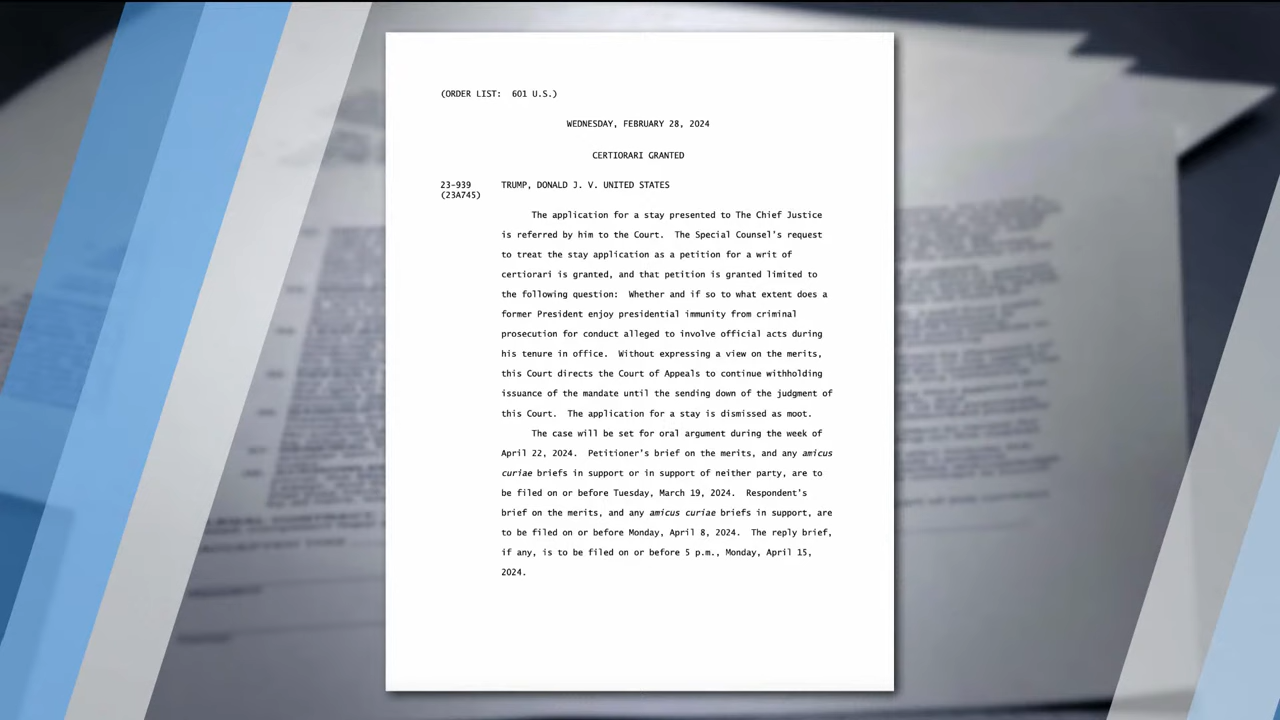 (ORDER LIST: 601 U.S.)
WEDNESDAY, FEBRUARY 28, 2024
CERTIORARI GRANTED
23-939 TRUMP, DONALD J. V. UNITED STATES
(23A745)
The application for a stay presented to The Chief Justice
is referred by him to the Court. The Special Counsel's request
to treat the stay application as a petition for a writ of
certiorari is granted, and that petition is granted limited to
the following question: Whether and if so to what extent does a
former President enjoy presidential immunity from criminal
prosecution for conduct alleged to involve official acts during
his tenure in office. Without expressing a view on the merits,
this Court directs the Court of Appeals to continue withholding
issuance of the mandate until the sending down of the judgment of
this Court. The application for a stay is dismissed as moot.
The case will be set for oral argument during the week of
April 22, 2024. Petitioner's brief on the merits, and any amicus
curiae briefs in support or in support of neither party, are to
be filed on or before Tuesday, March 19, 2024. Respondent's
brief on the merits, and any amicus curiae briefs in support, are
to be filed on or before Monday, April 8, 2024. The reply brief,
if any, is to be filed on or before 5 p.m., Monday, April 15,
2024.